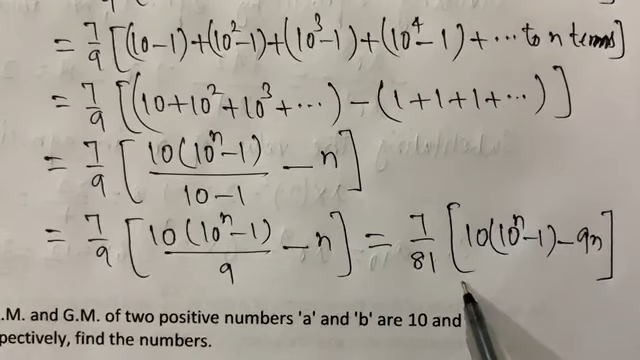 = 7/9 [(10-1)+(10²-1)+(10³-1)+(10⁴-1)+ ... to n terms]
= 7/9 [(10+10²+10³+...) - (1+1+1+...)]
= 7/9 [10(10ⁿ-1)/10-1 - n]
= 7/9 [10(10ⁿ-1)/9 - n] = 7/81 [10(10ⁿ-1)-9n]
.M. and G.M. of two positive numbers 'a' and 'b' are 10 and
pectively, find the numbers.